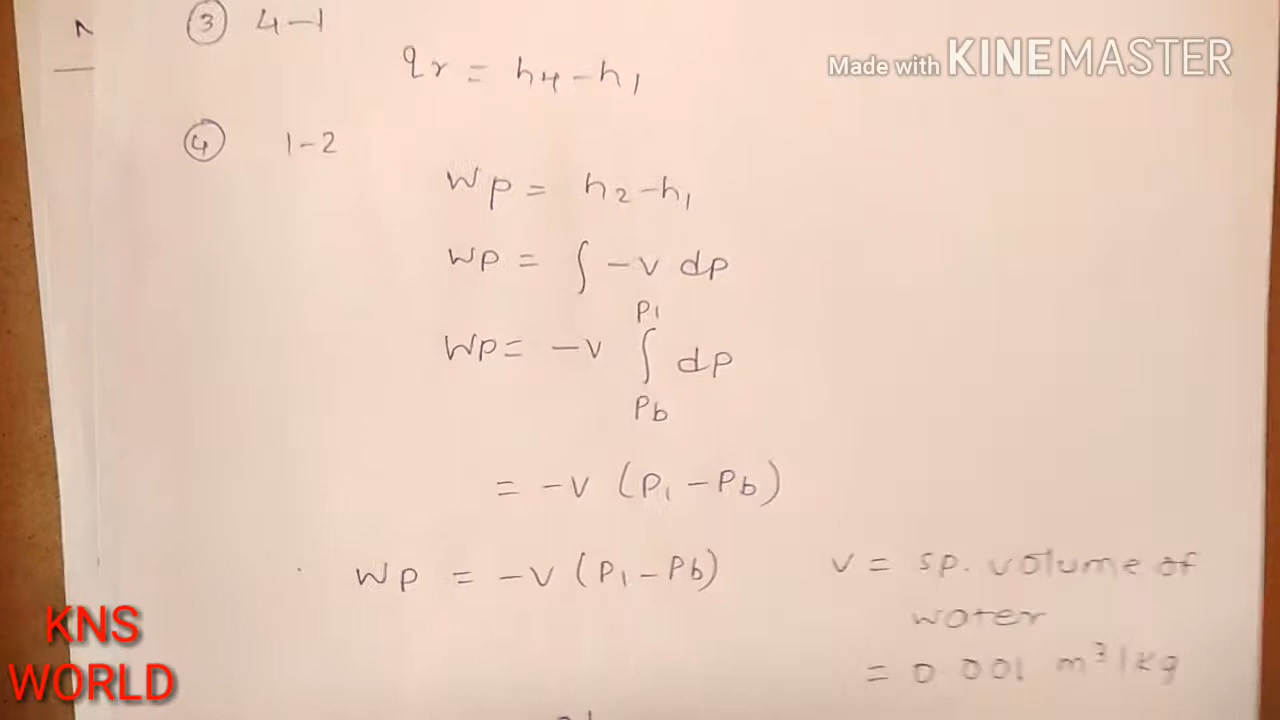 ③ 4-1
Made with KINEMASTER
qr = h4-h1
④ 1-2
Wp = h2-h1
Wp = ∫ -v dp
P1
Wp = -v ∫ dp
Pb
= -v (P1 - Pb)
Wp = -v (P1 - Pb)
v = sp. volume of
water
= 0 001 m³/kg
KNS
WORLD